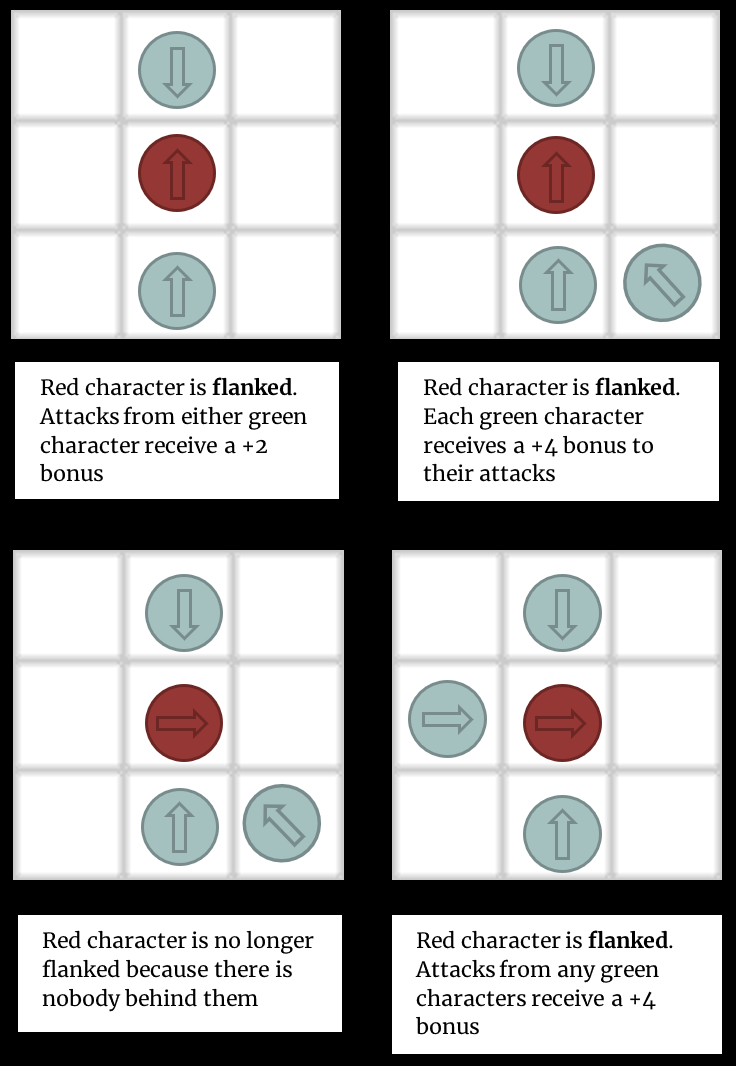 Red character is flanked.
Attacks from either green
character receive a +2
bonus
Red character is flanked.
Each green character
receives a +4 bonus to
their attacks
Red character is no longer
flanked because there is
nobody behind them
Red character is flanked.
Attacks from any green
characters receive a +4
bonus